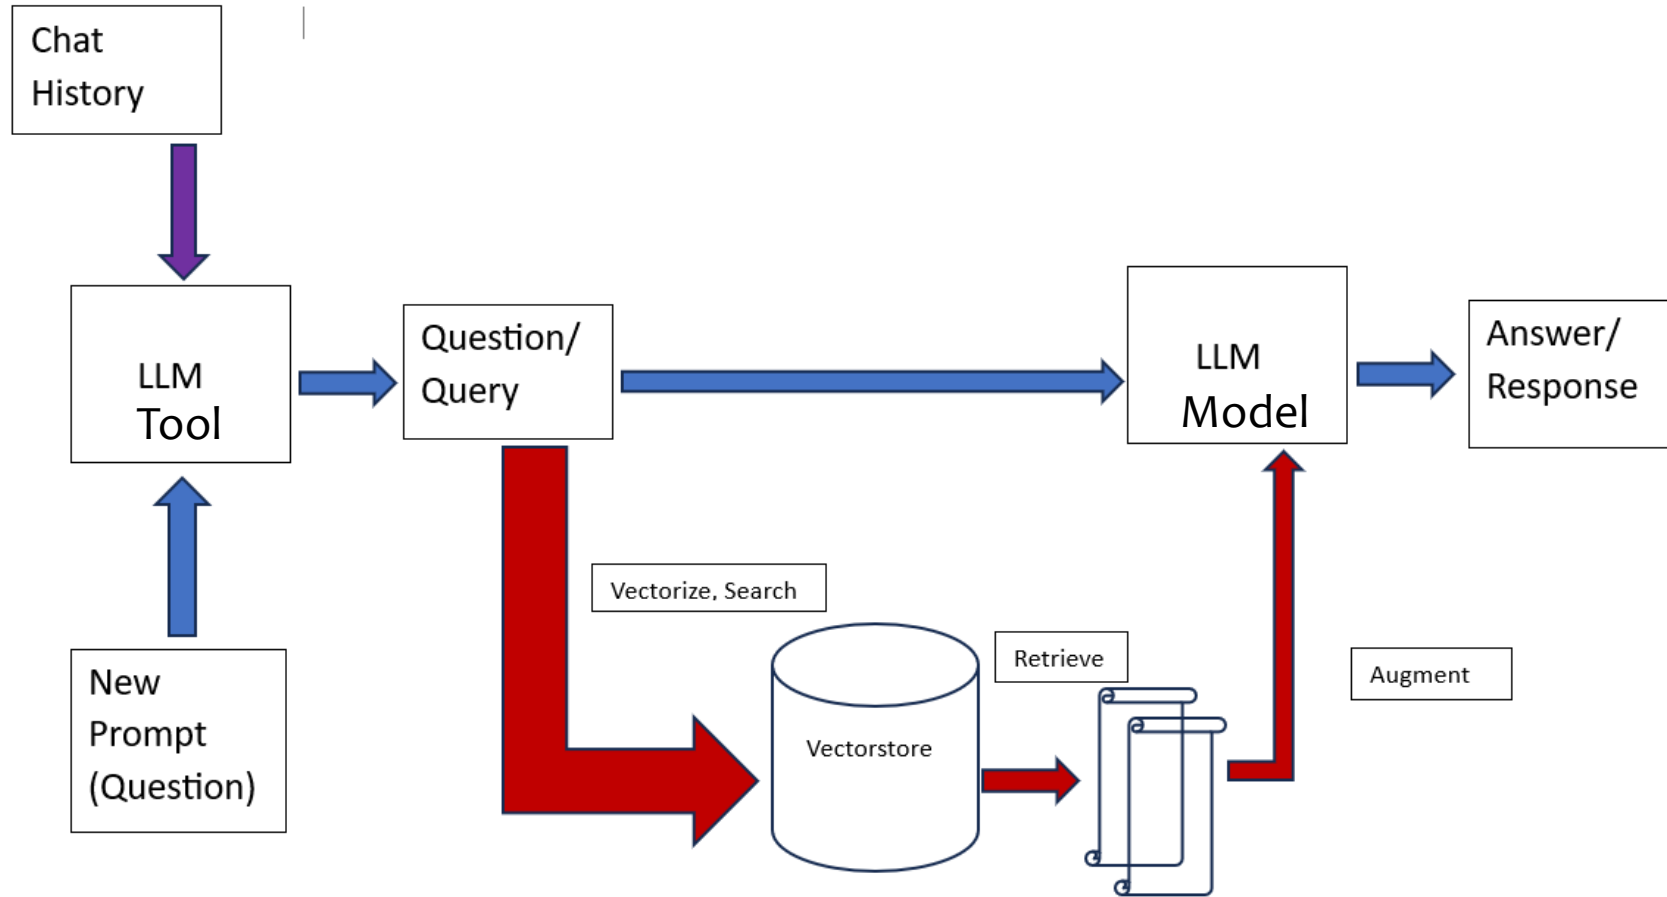 Chat
History
LLM
Tool
Question/
Query
LLM
Model
Answer/
Response
New
Prompt
(Question)
Vectorize, Search
Vectorstore
Retrieve
Augment